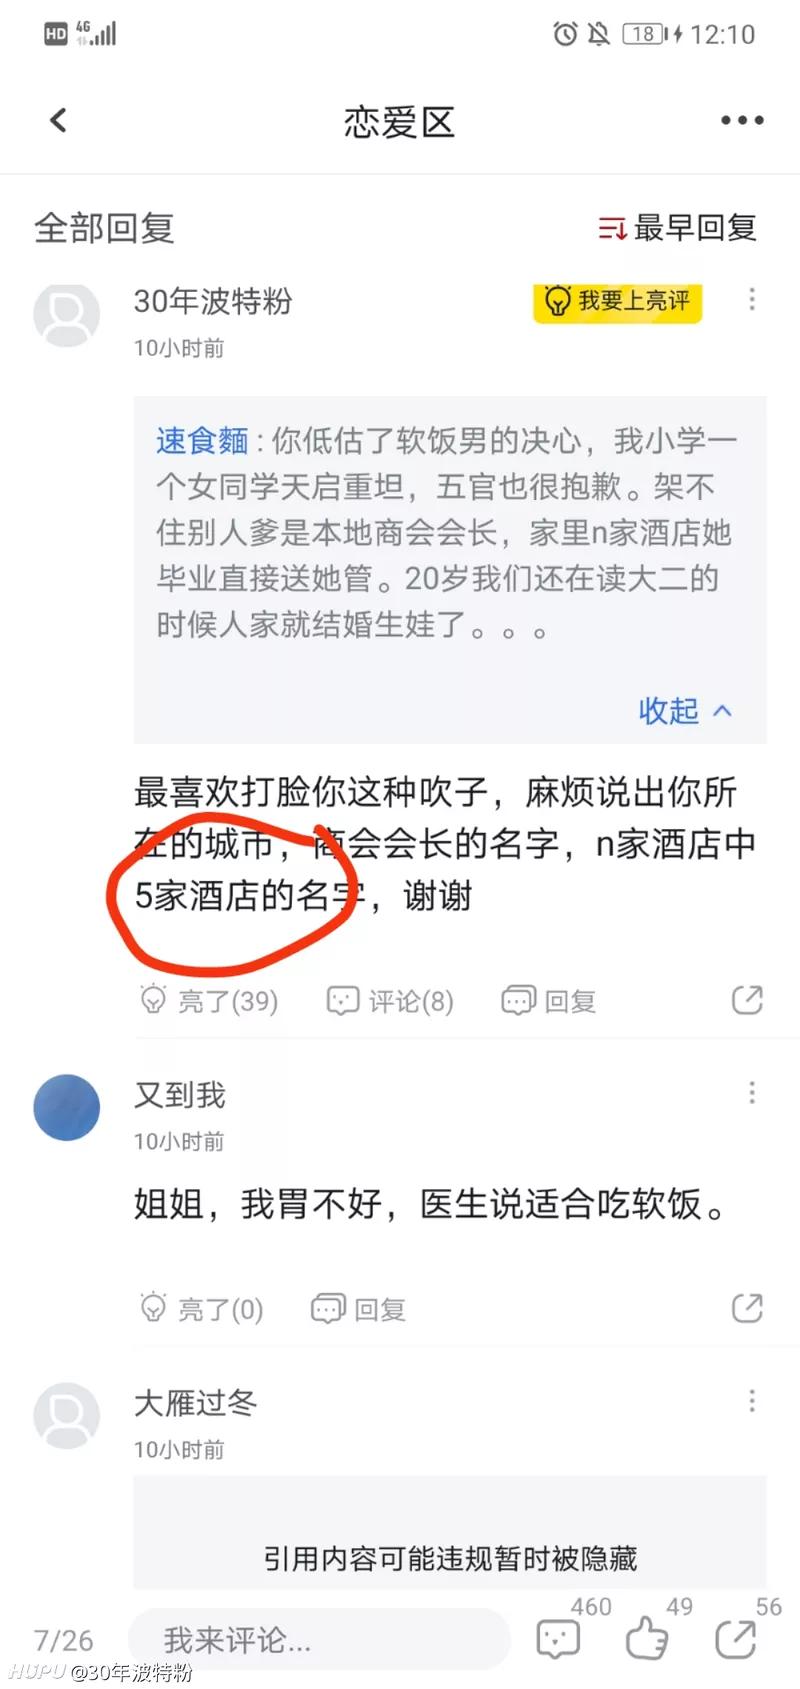 HD 4G 18 12:10
恋爱区
全部回复 最早回复
30年波特粉 我要上亮评
10小时前
速食麵：你低估了软饭男的决心，我小学一
个女同学天启重坦，五官也很抱歉。架不
住别人爹是本地商会会长，家里n家酒店她
毕业直接送她管。20岁我们还在读大二的
时候人家就结婚生娃了。。。
收起
最喜欢打脸你这种吹子，麻烦说出你所
在的城市，商会会长的名字，n家酒店中
5家酒店的名字，谢谢
亮了(39) 评论(8) 回复
又到我
10小时前
姐姐，我胃不好，医生说适合吃软饭。
亮了(0) 回复
大雁过冬
10小时前
引用内容可能违规暂时被隐藏
7/26 我来评论... 460 49 56
HUPU @30年波特粉